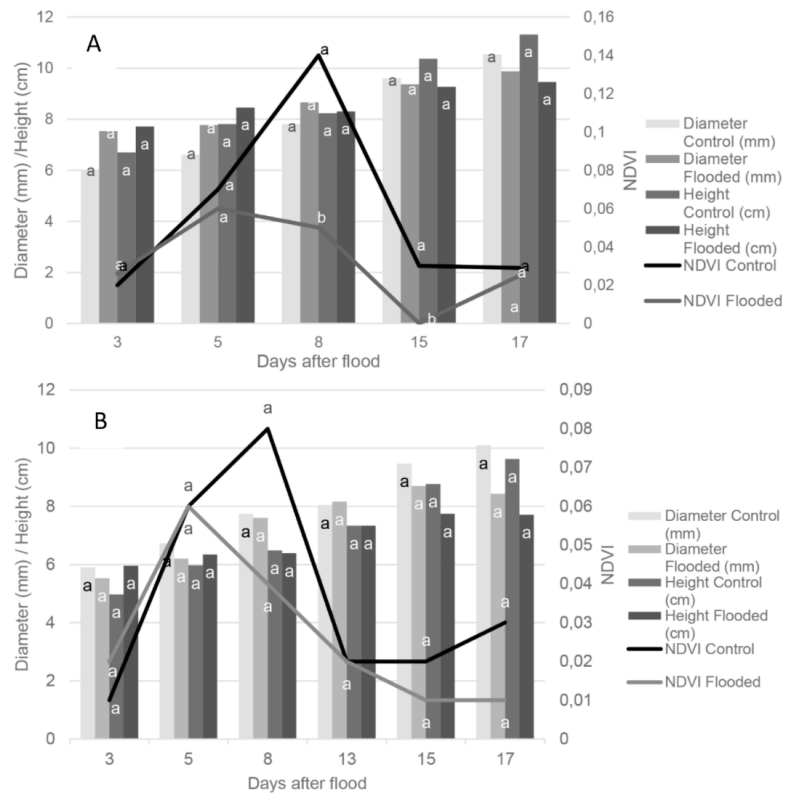 A
12
10
8
6
4
2
0
Diameter (mm) /Height (cm)
0,16
0,14
0,12
0,1
0,08
0,06
0,04
0,02
0
NDVI
a a a a
a a a a
a a a a
a a a a
a a a a
a a
a a
a b
a b
a a a
3 5 8 15 17
Days after flood
Diameter
Control (mm)
Diameter
Flooded (mm)
Height
Control (cm)
Height
Flooded (cm)
NDVI Control
NDVI Flooded
B
12
10
8
6
4
2
0
Diameter (mm) / Height (cm)
0,09
0,08
0,07
0,06
0,05
0,04
0,03
0,02
0,01
0
NDVI
a a a a
a a a a
a a a a
a a a a
a a a a
a a a a
a a
a a
a a
a
a a
a a
3 5 8 13 15 17
Days after flood
Diameter Control
(mm)
Diameter
Flooded (mm)
Height Control
(cm)
Height Flooded
(cm)
NDVI Control
NDVI Flooded